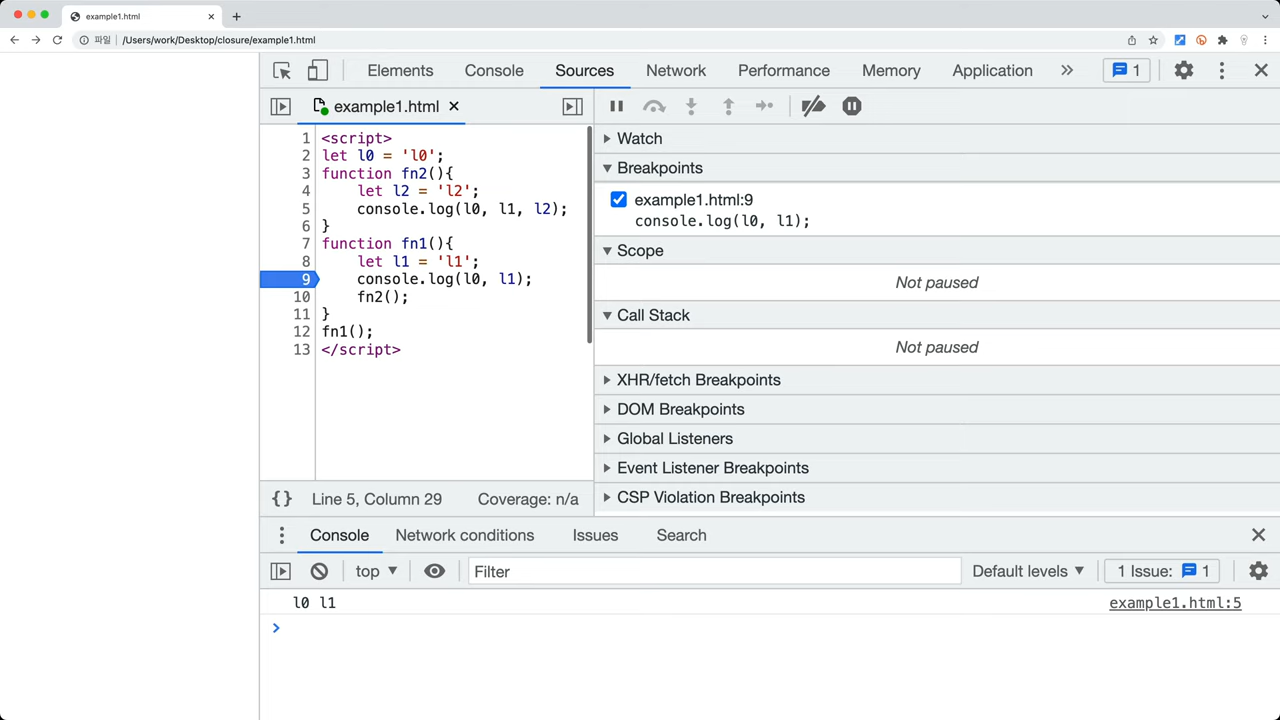 example1.html
파일 /Users/work/Desktop/closure/example1.html
Elements Console Sources Network Performance Memory Application 1
example1.html
1 <script>
2 let l0 = 'l0';
3 function fn2(){
4 let l2 = 'l2';
5 console.log(l0, l1, l2);
6 }
7 function fn1(){
8 let l1 = 'l1';
9 console.log(l0, l1);
10 fn2();
11 }
12 fn1();
13 </script>
{} Line 5, Column 29 Coverage: n/a
Watch
Breakpoints
example1.html:9
console.log(l0, l1);
Scope
Not paused
Call Stack
Not paused
XHR/fetch Breakpoints
DOM Breakpoints
Global Listeners
Event Listener Breakpoints
CSP Violation Breakpoints
Console Network conditions Issues Search
top Filter Default levels 1 Issue: 1
l0 l1 example1.html:5